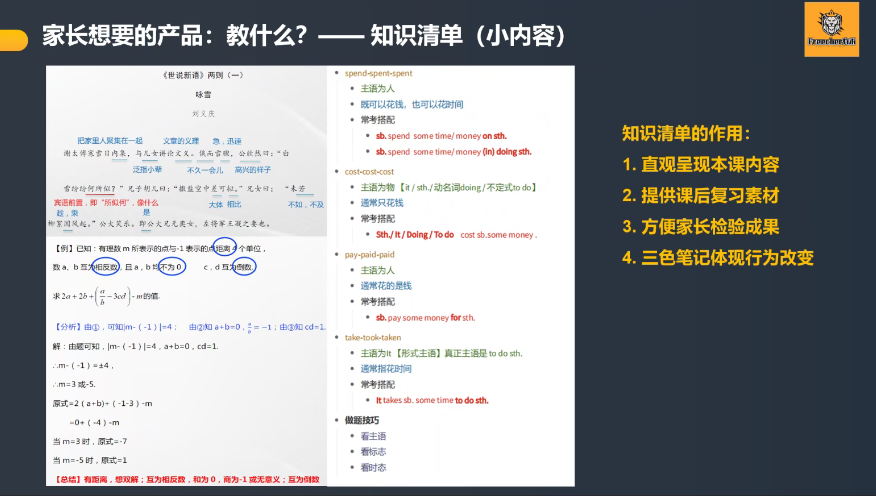 家长想要的产品：教什么？—— 知识清单（小内容）
FreeCheetah
《世说新语》两则（一）
咏雪
刘义庆
把家里人聚集在一起 文章的义理 急，迅速
谢太傅寒雪日内集，与儿女讲论文义。俄而雪骤，公欣然曰：“白
泛指小辈 不久一会儿 高兴的样子
雪纷纷何所似？”兄子胡儿曰：“撒盐空中差可拟。”兄女曰： “未若
宾语前置，即“所似何”，像什么 大体 相比 不如，不及
趁，乘 是
柳絮因风起。”公大笑乐。即公大兄无奕女，左将军王凝之妻也。
【例】已知：有理数 m 所表示的点与-1 表示的点距离 4 个单位，
数 a、b 互为相反数，且 a，b 均不为 0 c，d 互为倒数.
求 2a + 2b + (a/b - 3cd) - m 的值.
【分析】由①，可知|m-（-1）|=4； 由②知 a+b=0，a/b = −1；由③知 cd=1.
解：由题可知，|m-（-1）|=4，a+b=0，cd=1.
∴m-（-1）=±4，
∴m=3 或-5.
原式=2（a+b)+（-1-3）-m
=0+（-4）-m
当 m=3 时，原式=-7
当 m=-5 时，原式=1
【总结】有距离，想双解；互为相反数，和为 0，商为-1 或无意义；互为倒数
spend-spent-spent
主语为人
既可以花钱，也可以花时间
常考搭配
sb. spend some time/ money on sth.
sb. spend some time/ money (in) doing sth.
cost-cost-cost
主语为物 【it / sth./ 动名词doing / 不定式to do】
通常只花钱
常考搭配
Sth./ It / Doing / To do cost sb.some money .
pay-paid-paid
主语为人
通常花的是钱
常考搭配
sb. pay some money for sth.
take-took-taken
主语为It 【形式主语】真正主语是 to do sth.
通常指花时间
常考搭配
It takes sb. some time to do sth.
做题技巧
看主语
看标志
看时态
知识清单的作用：
1. 直观呈现本课内容
2. 提供课后复习素材
3. 方便家长检验成果
4. 三色笔记体现行为改变